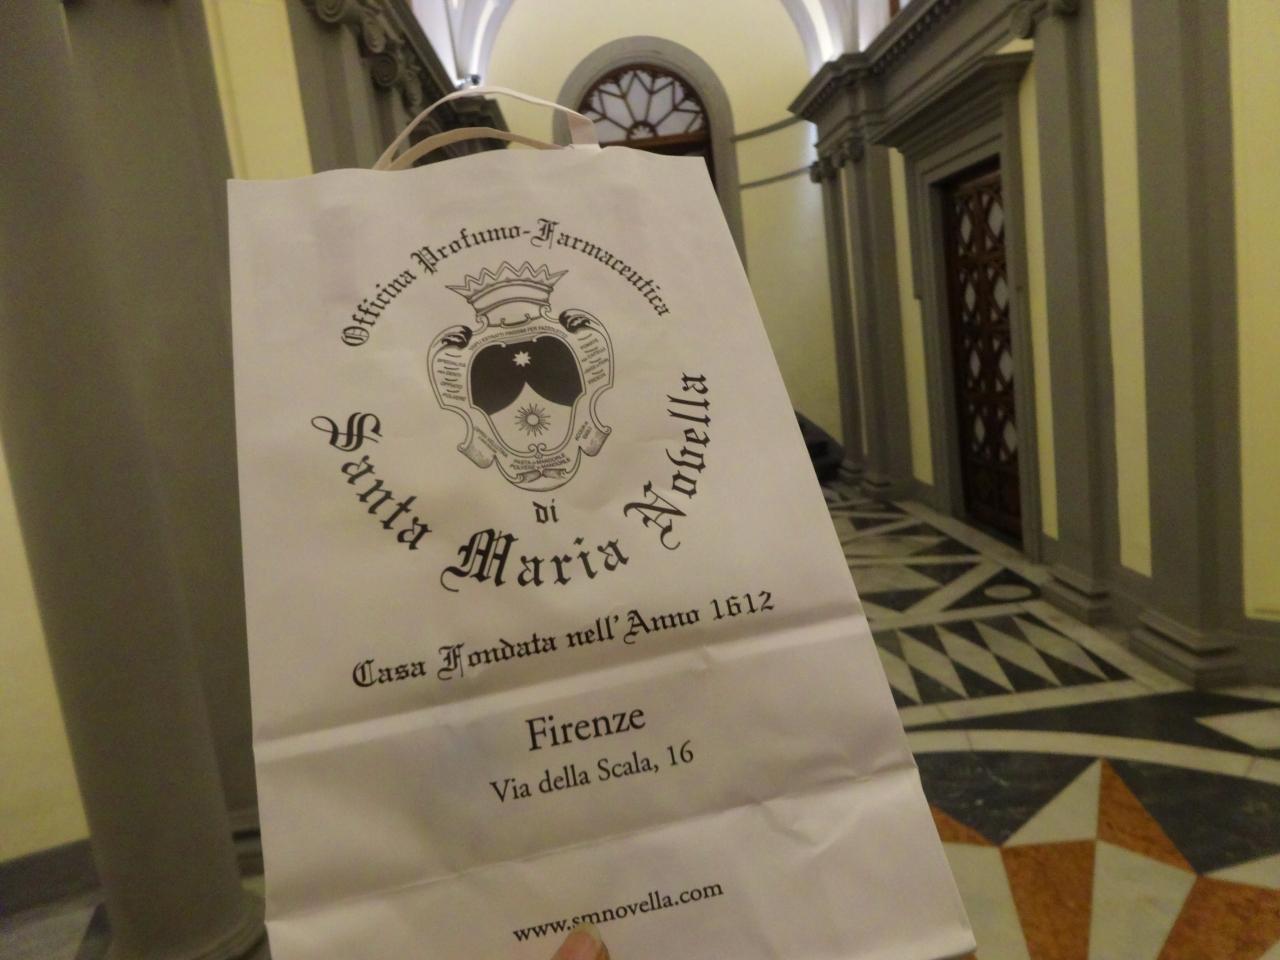 Officina Profumo-Farmaceutica
di
Santa Maria Novella
Casa Fondata nell'Anno 1612
Firenze
Via della Scala, 16
www.smnovella.com